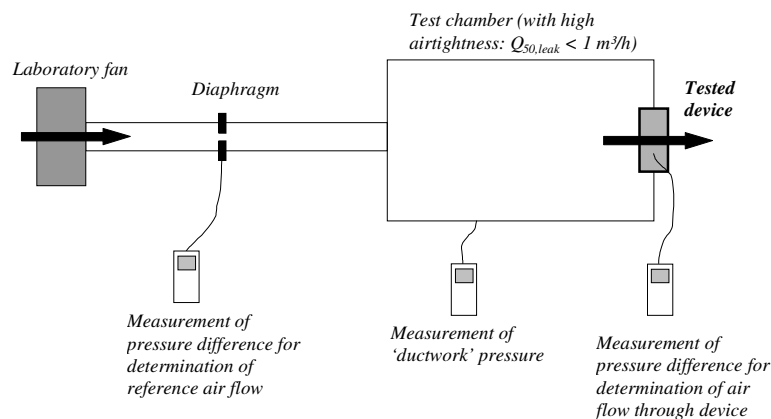 Test chamber (with high
airtightness: Q50,leak < 1 m³/h)
Laboratory fan
Diaphragm
Tested
device
Measurement of
pressure difference for
determination of
reference air flow
Measurement of
‘ductwork’ pressure
Measurement of
pressure difference for
determination of air
flow through device